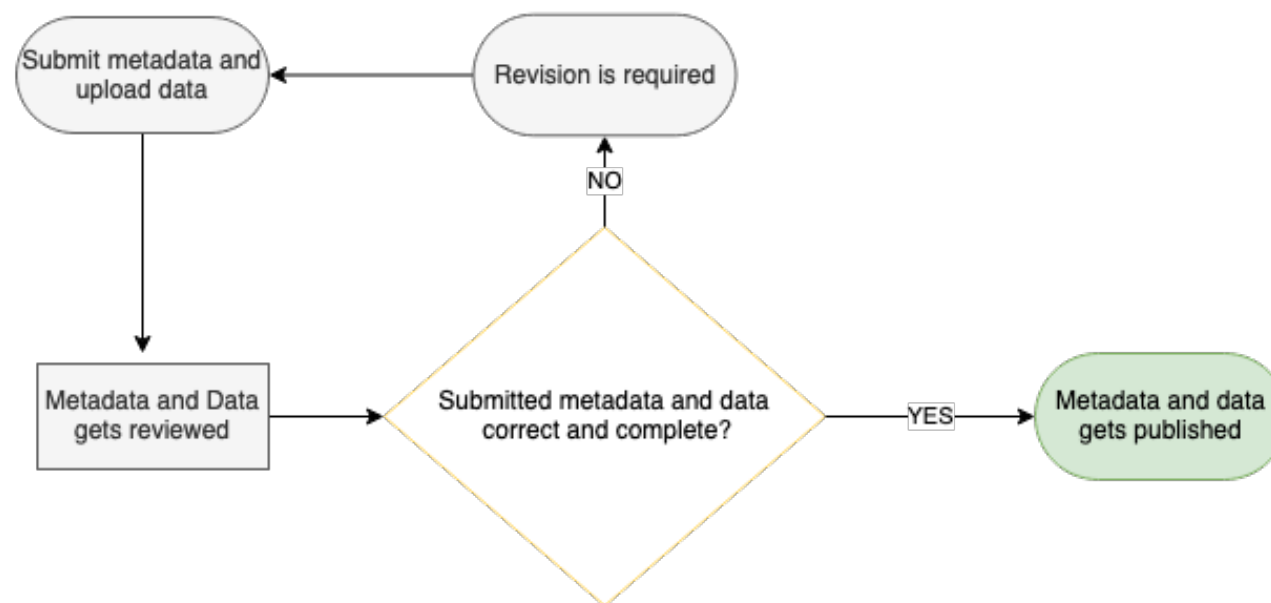 Submit metadata and
upload data
Revision is required
NO
Metadata and Data
gets reviewed
Submitted metadata and data
correct and complete?
YES
Metadata and data
gets published